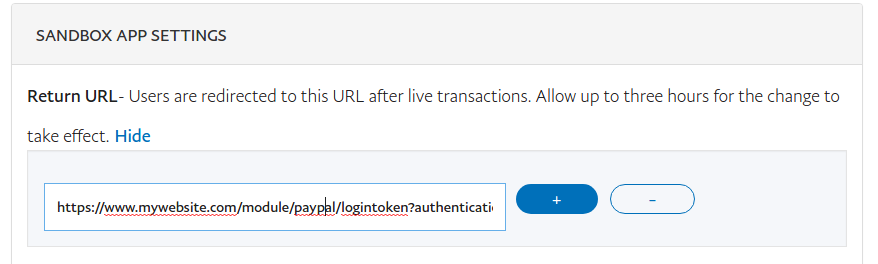 SANDBOX APP SETTINGS
Return URL- Users are redirected to this URL after live transactions. Allow up to three hours for the change to
take effect. Hide
https://www.mywebsite.com/module/paypal/logintoken?authenticati
+
-